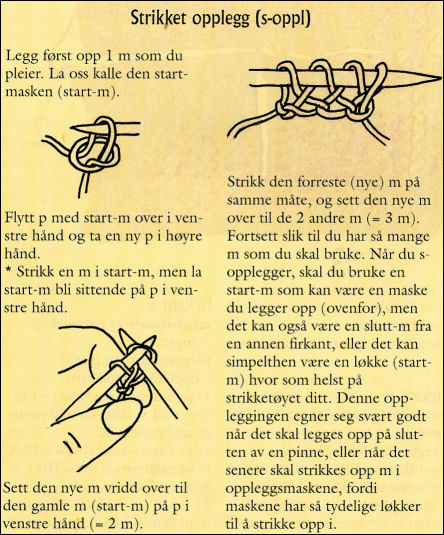 Strikket opplegg (s-oppl)
Legg først opp 1 m som du
pleier. La oss kalle den start-
masken (start-m).
Flytt p med start-m over i ven-
stre hånd og ta en ny p i høyre
hånd.
* Strikk en m i start-m, men la
start-m bli sittende på p i ven-
stre hånd.
Sett den nye m vridd over til
den gamle m (start-m) på p i
venstre hånd (= 2 m).
Strikk den forreste (nye) m på
samme måte, og sett den nye m
over til de 2 andre m (= 3 m).
Fortsett slik til du har så mange
m som du skal bruke. Når du s-
opplegger, skal du bruke en
start-m som kan være en maske
du legger opp (ovenfor), men
det kan også være en slutt-m fra
en annen firkant, eller det kan
simpelthen være en løkke (start-
m) hvor som helst på
strikketøyet ditt. Denne opp-
leggingen egner seg svært godt
når det skal legges opp på slut-
ten av en pinne, eller når det
senere skal strikkes opp m i
oppleggsmaskene, fordi
maskene har så tydelige løkker
til å strikke opp i.